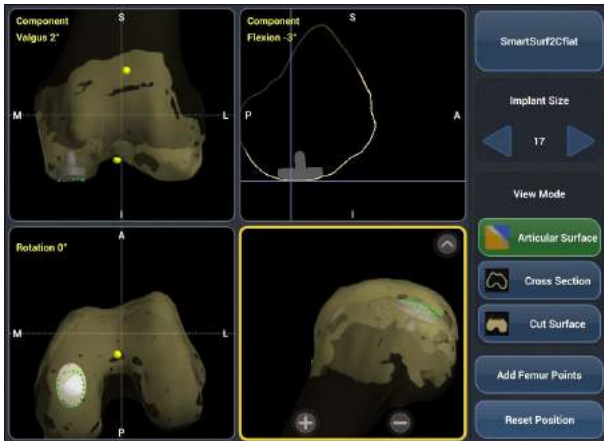 Component
Valgus 2°
S
M
L
I
Component
Flexion -3°
S
P
A
I
Rotation 0°
A
M
L
P
SmartSurf2Cflat
Implant Size
17
View Mode
Articular Surface
Cross Section
Cut Surface
Add Femur Points
Reset Position